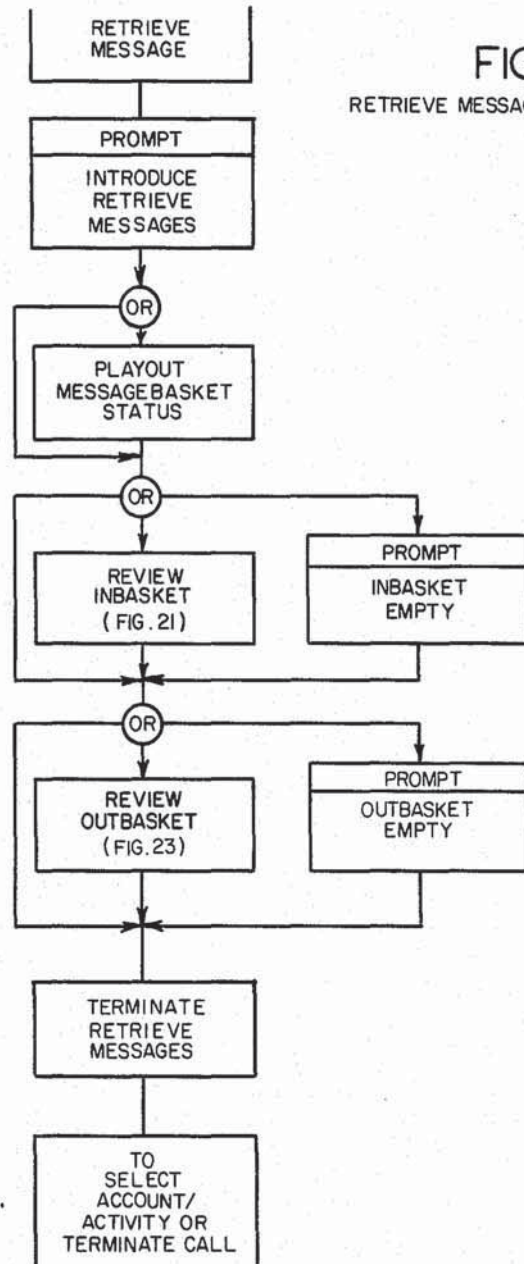 RETRIEVE
MESSAGE
FIG
RETRIEVE MESSAG
PROMPT
INTRODUCE
RETRIEVE
MESSAGES
OR
PLAYOUT
MESSAGEBASKET
STATUS
OR
REVIEW
INBASKET
(FIG.21)
PROMPT
INBASKET
EMPTY
OR
REVIEW
OUTBASKET
(FIG.23)
PROMPT
OUTBASKET
EMPTY
TERMINATE
RETRIEVE
MESSAGES
TO
SELECT
ACCOUNT/
ACTIVITY OR
TERMINATE CALL